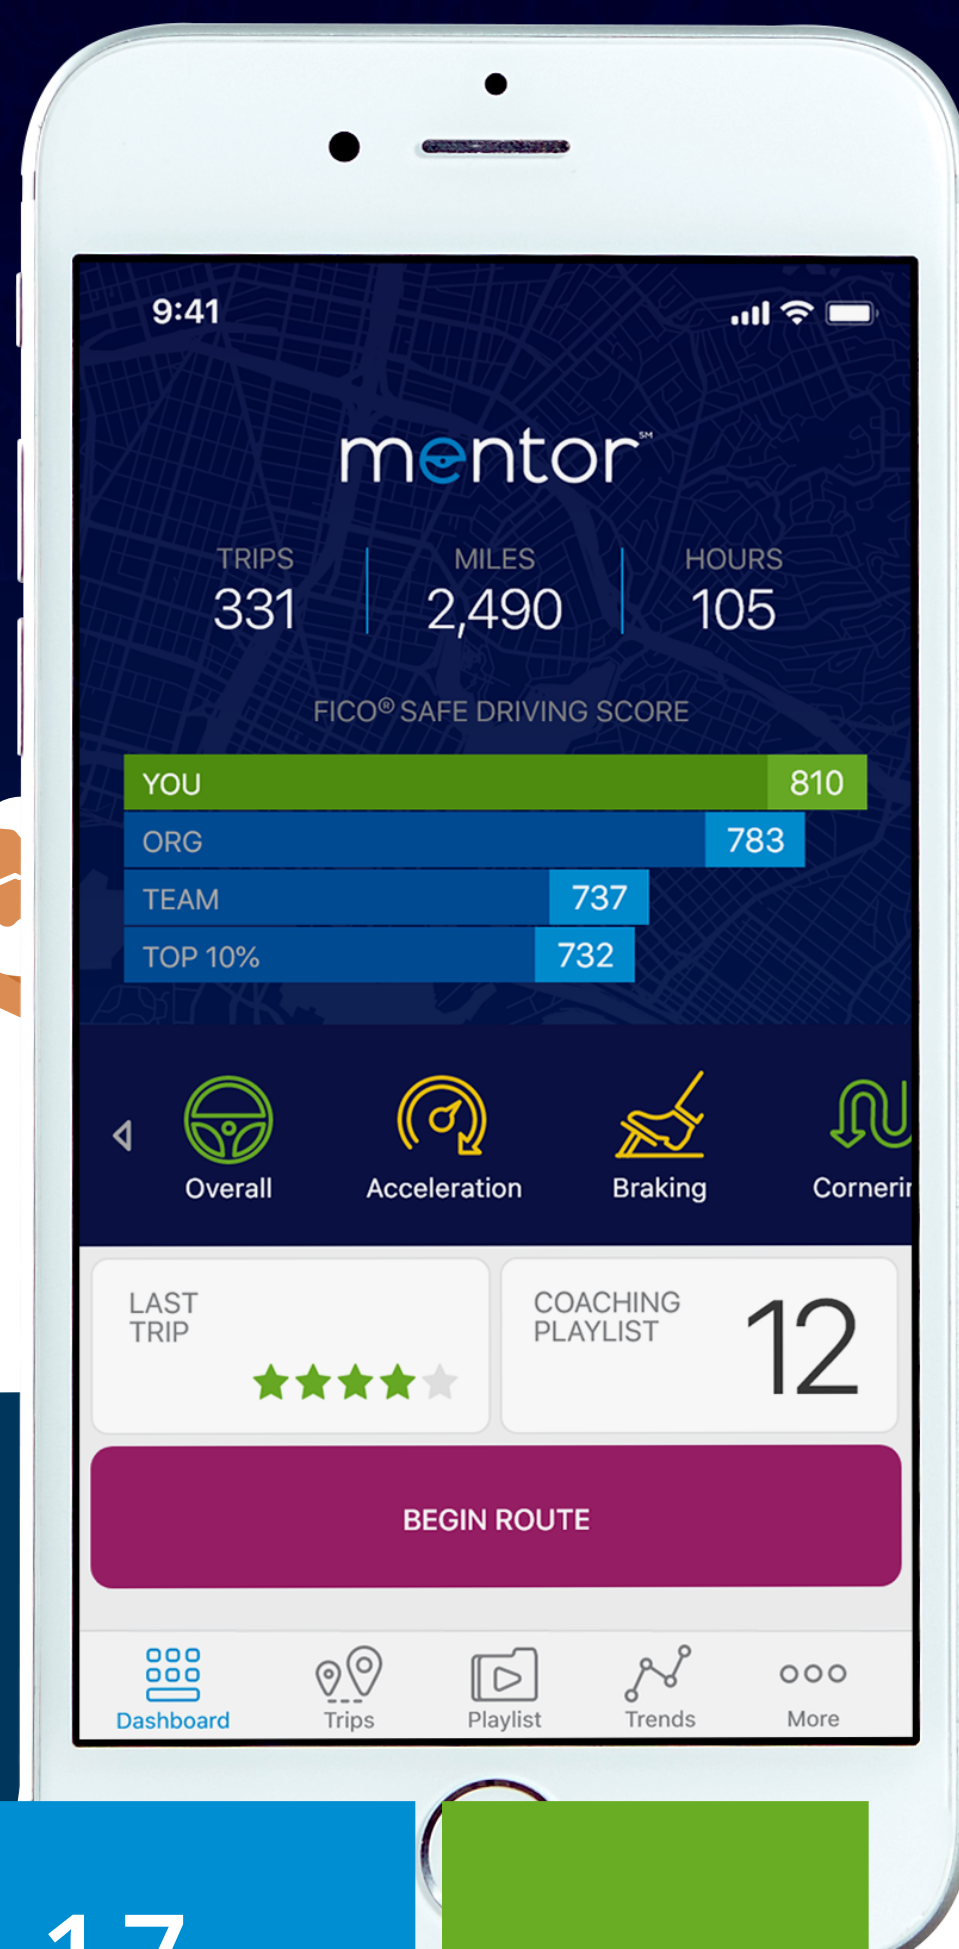 9:41
mentor℠
TRIPS MILES HOURS
331 2,490 105
FICO® SAFE DRIVING SCORE
YOU 810
ORG 783
TEAM 737
TOP 10% 732
Overall Acceleration Braking Cornerin
LAST
TRIP
COACHING
PLAYLIST
12
BEGIN ROUTE
Dashboard Trips Playlist Trends More
17